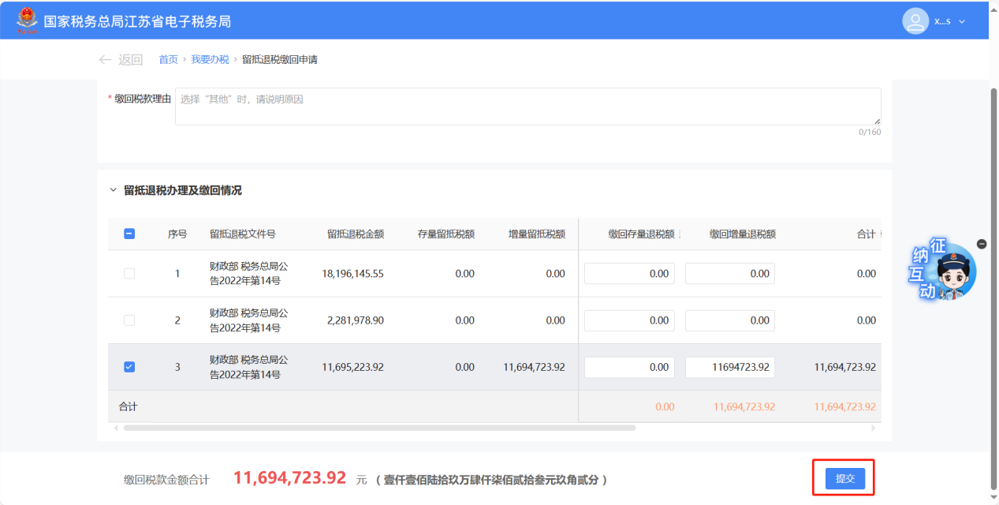 国家税务总局江苏省电子税务局
x...s
返回 首页 › 我要办税 › 留抵退税缴回申请
* 缴回税款理由 选择“其他”时，请说明原因
0/160
留抵退税办理及缴回情况
序号 留抵退税文件号 留抵退税金额 存量留抵税额 增量留抵税额 缴回存量退税额 缴回增量退税额 合计
1 财政部 税务总局公告2022年第14号 18,196,145.55 0.00 0.00 0.00 0.00 0.00
2 财政部 税务总局公告2022年第14号 2,281,978.90 0.00 0.00 0.00 0.00 0.00
3 财政部 税务总局公告2022年第14号 11,695,223.92 0.00 11,694,723.92 0.00 11694723.92 11,694,723.92
合计 0.00 11,694,723.92 11,694,723.92
征纳互动
缴回税款金额合计 11,694,723.92 元 （ 壹仟壹佰陆拾玖万肆仟柒佰贰拾叁元玖角贰分 ）
提交